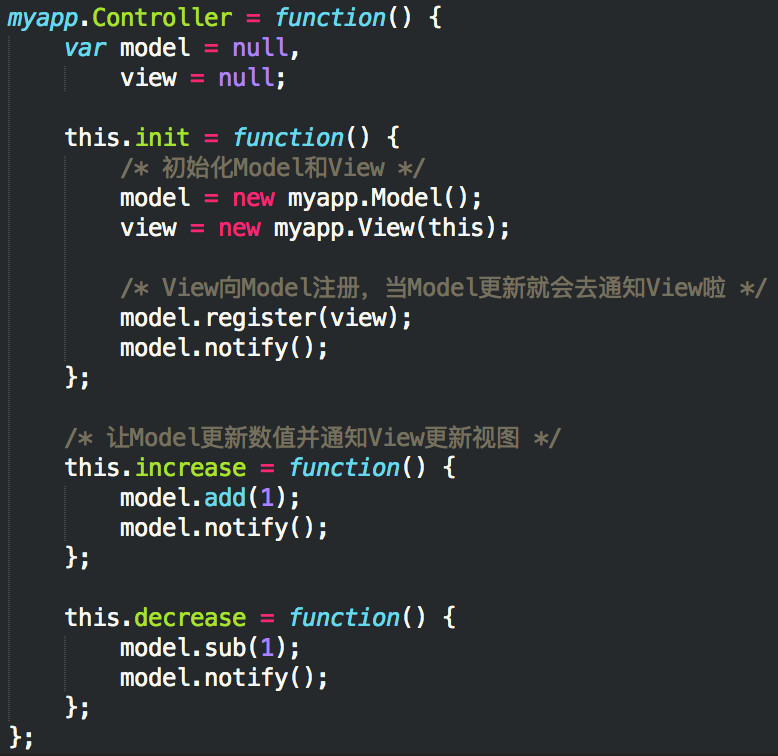 myapp.Controller = function() {
    var model = null,
        view = null;

    this.init = function() {
        /* 初始化Model和View */
        model = new myapp.Model();
        view = new myapp.View(this);

        /* View向Model注册，当Model更新就会去通知View啦 */
        model.register(view);
        model.notify();
    };

    /* 让Model更新数值并通知View更新视图 */
    this.increase = function() {
        model.add(1);
        model.notify();
    };

    this.decrease = function() {
        model.sub(1);
        model.notify();
    };
};